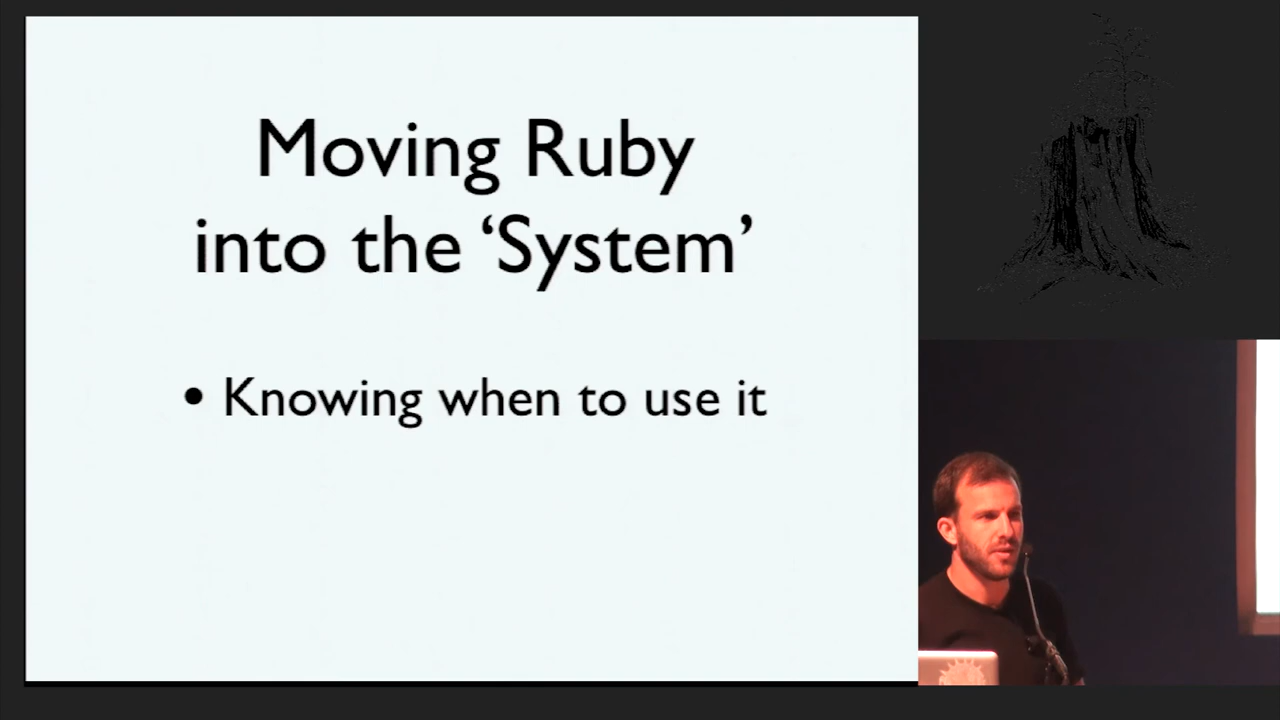 Moving Ruby
into the ‘System’
• Knowing when to use it